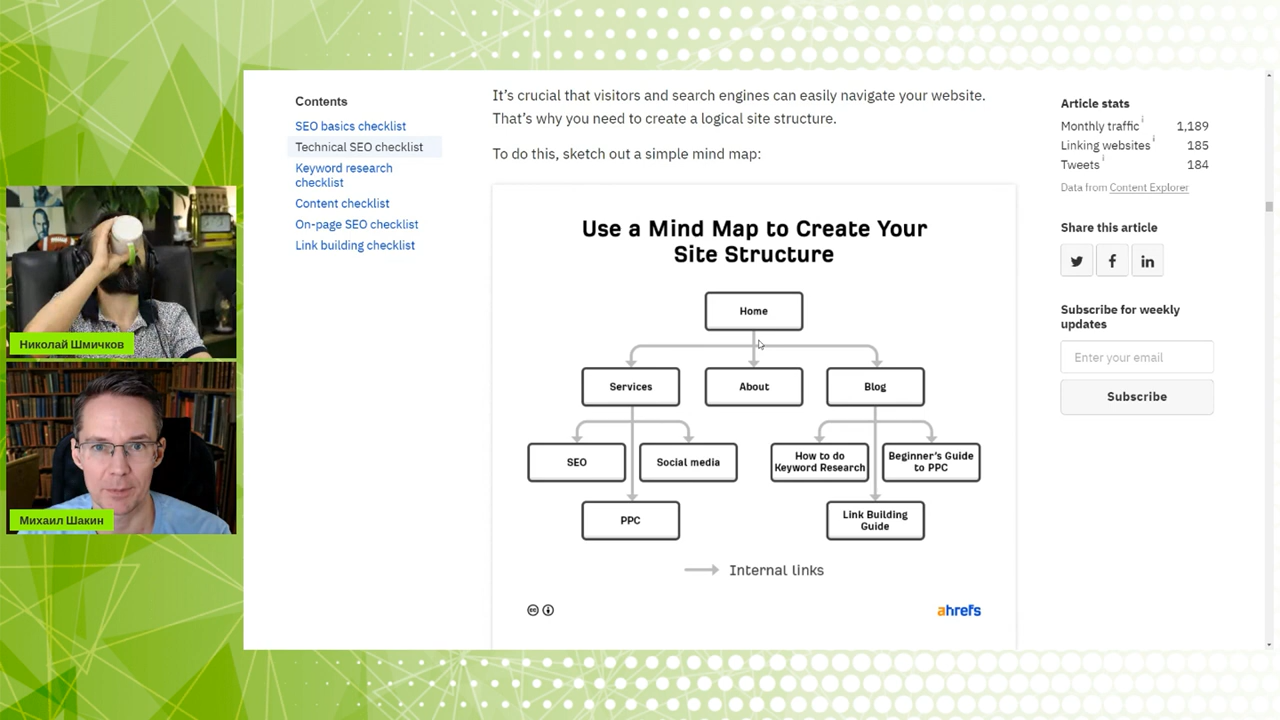 Contents
SEO basics checklist
Technical SEO checklist
Keyword research
checklist
Content checklist
On-page SEO checklist
Link building checklist
It's crucial that visitors and search engines can easily navigate your website.
That's why you need to create a logical site structure.
To do this, sketch out a simple mind map:
Use a Mind Map to Create Your
Site Structure
Home
Services
About
Blog
SEO
Social media
How to do
Keyword Research
Beginner's Guide
to PPC
PPC
Link Building
Guide
Internal links
cc
ahrefs
Article stats
Monthly traffic i 1,189
Linking websites i 185
Tweets i 184
Data from Content Explorer
Share this article
f
in
Subscribe for weekly
updates
Enter your email
Subscribe
Николай Шмичков
Михаил Шакин